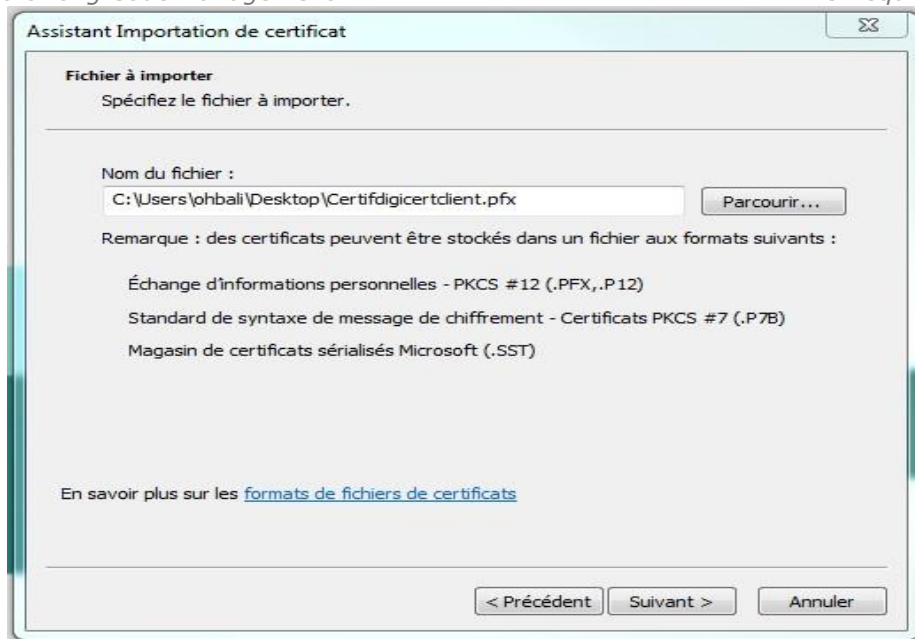 Assistant Importation de certificat
Fichier à importer
Spécifiez le fichier à importer.
Nom du fichier :
C:\Users\ohbali\Desktop\Certifdigicertclient.pfx
Parcourir...
Remarque : des certificats peuvent être stockés dans un fichier aux formats suivants :
Échange d'informations personnelles - PKCS #12 (.PFX,.P12)
Standard de syntaxe de message de chiffrement - Certificats PKCS #7 (.P7B)
Magasin de certificats sérialisés Microsoft (.SST)
En savoir plus sur les formats de fichiers de certificats
< Précédent Suivant > Annuler